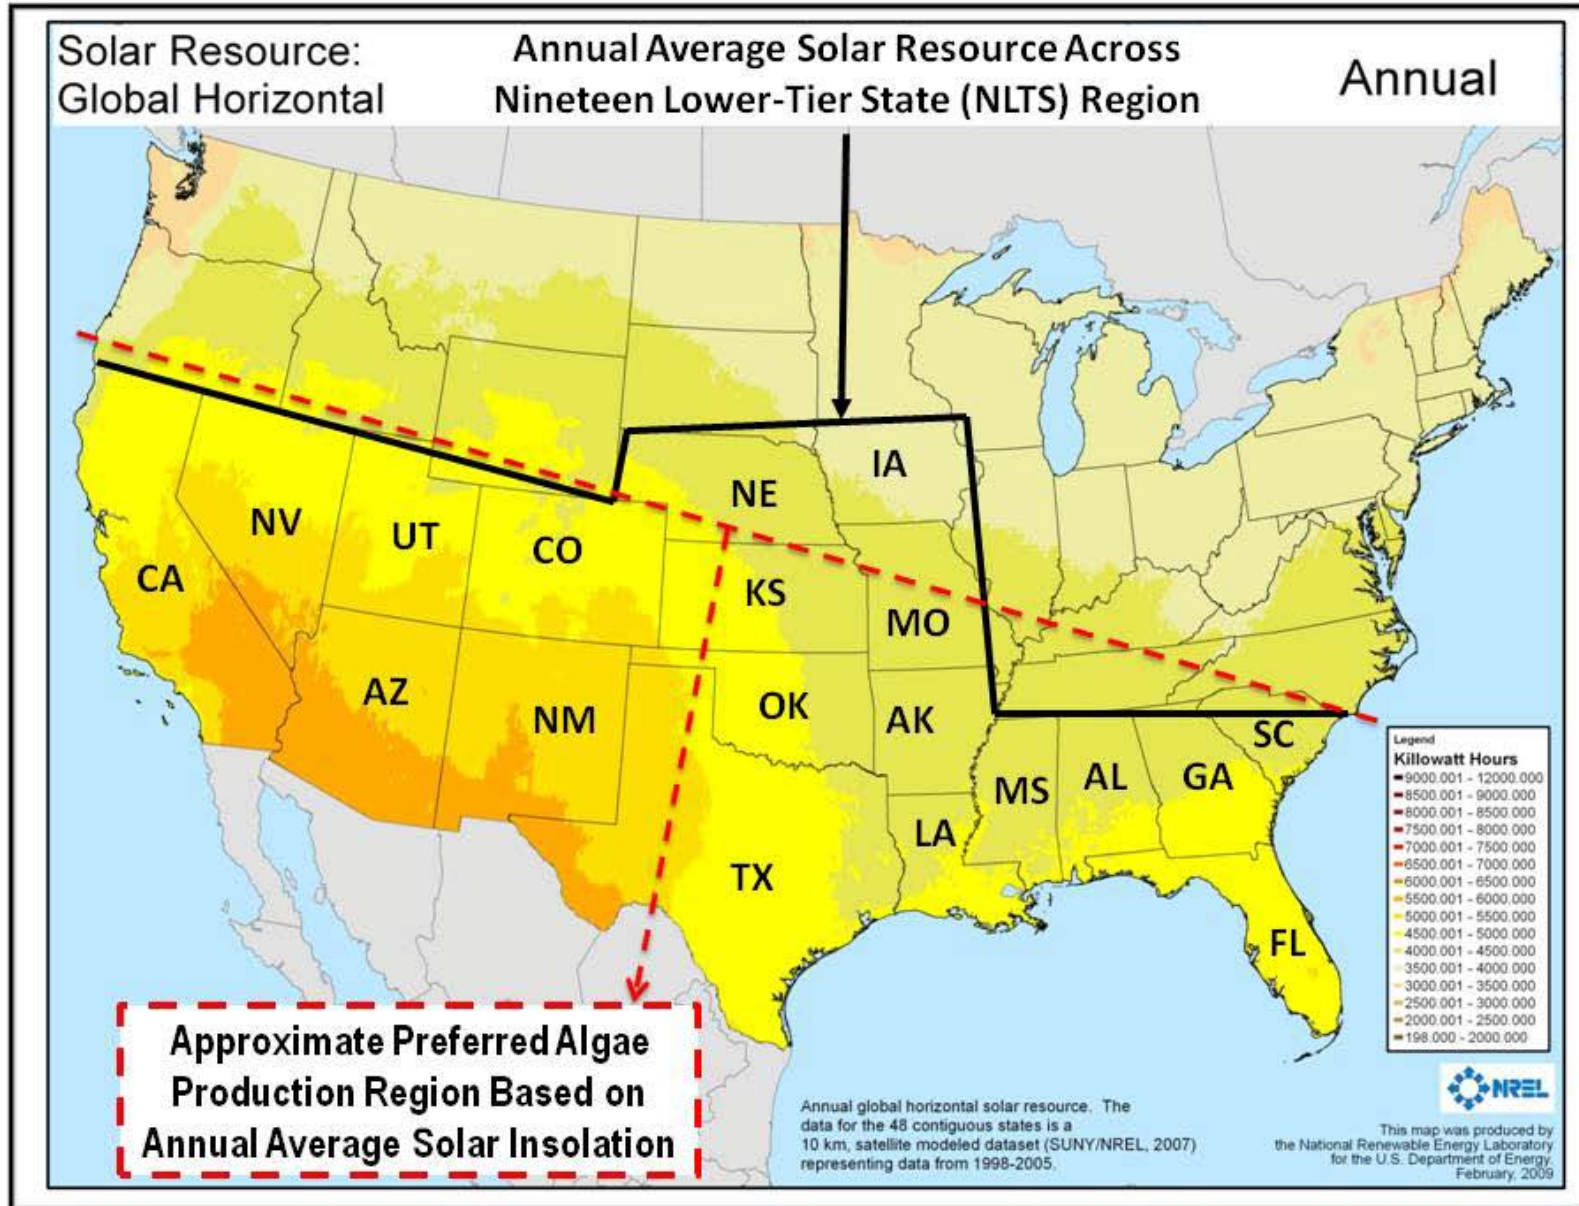 Solar Resource:
Global Horizontal
Annual Average Solar Resource Across
Nineteen Lower-Tier State (NLTS) Region
Annual
IA
NE
NV
UT
CO
CA
KS
MO
AZ
NM
OK
AK
SC
MS
AL
GA
LA
TX
FL
Legend
Killowatt Hours
9000.001 - 12000.000
8500.001 - 9000.000
8000.001 - 8500.000
7500.001 - 8000.000
7000.001 - 7500.000
6500.001 - 7000.000
6000.001 - 6500.000
5500.001 - 6000.000
5000.001 - 5500.000
4500.001 - 5000.000
4000.001 - 4500.000
3500.001 - 4000.000
3000.001 - 3500.000
2500.001 - 3000.000
2000.001 - 2500.000
198.000 - 2000.000
Approximate Preferred Algae
Production Region Based on
Annual Average Solar Insolation
Annual global horizontal solar resource. The
data for the 48 contiguous states is a
10 km, satellite modeled dataset (SUNY/NREL, 2007)
representing data from 1998-2005.
NREL
This map was produced by
the National Renewable Energy Laboratory
for the U.S. Department of Energy.
February, 2009